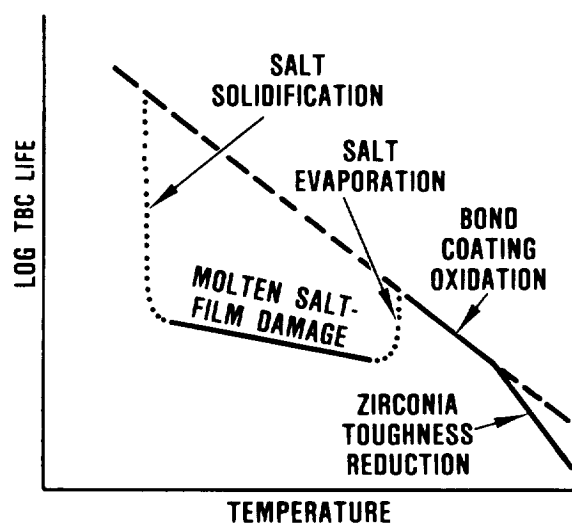 SALT
SOLIDIFICATION
SALT
EVAPORATION
BOND
COATING
OXIDATION
MOLTEN SALT-
FILM DAMAGE
ZIRCONIA
TOUGHNESS
REDUCTION
LOG TBC LIFE
TEMPERATURE